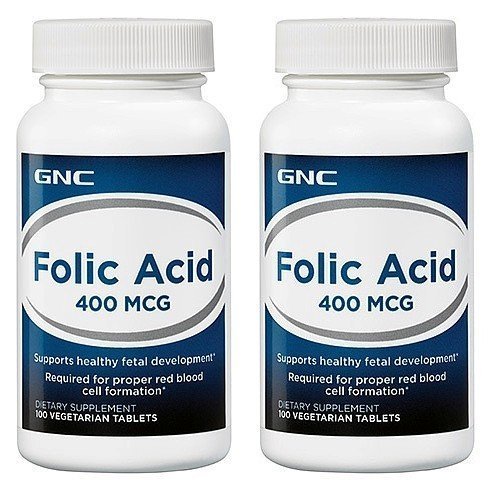 GNC
Folic Acid
400 MCG
Supports healthy fetal development*
Required for proper red blood
cell formation*
DIETARY SUPPLEMENT
100 VEGETARIAN TABLETS
GNC
Folic Acid
400 MCG
Supports healthy fetal development*
Required for proper red blood
cell formation*
DIETARY SUPPLEMENT
100 VEGETARIAN TABLETS